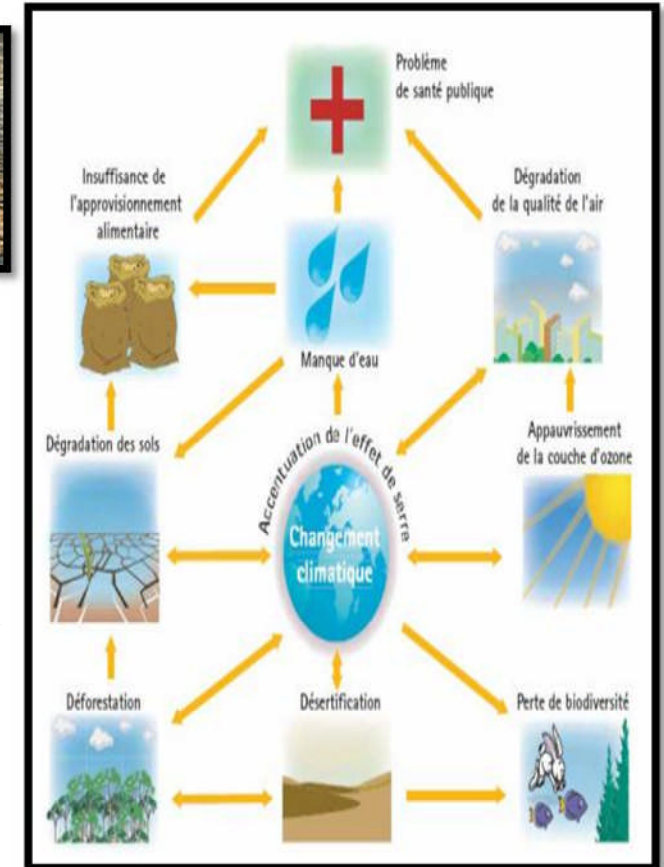 Problème
de santé publique
Insuffisance de
l'approvisionnement
alimentaire
Dégradation
de la qualité de l'air
Manque d'eau
Dégradation des sols
Appauvrissement
de la couche d'ozone
Accentuation de l'effet de serre
Changement
climatique
Déforestation
Désertification
Perte de biodiversité